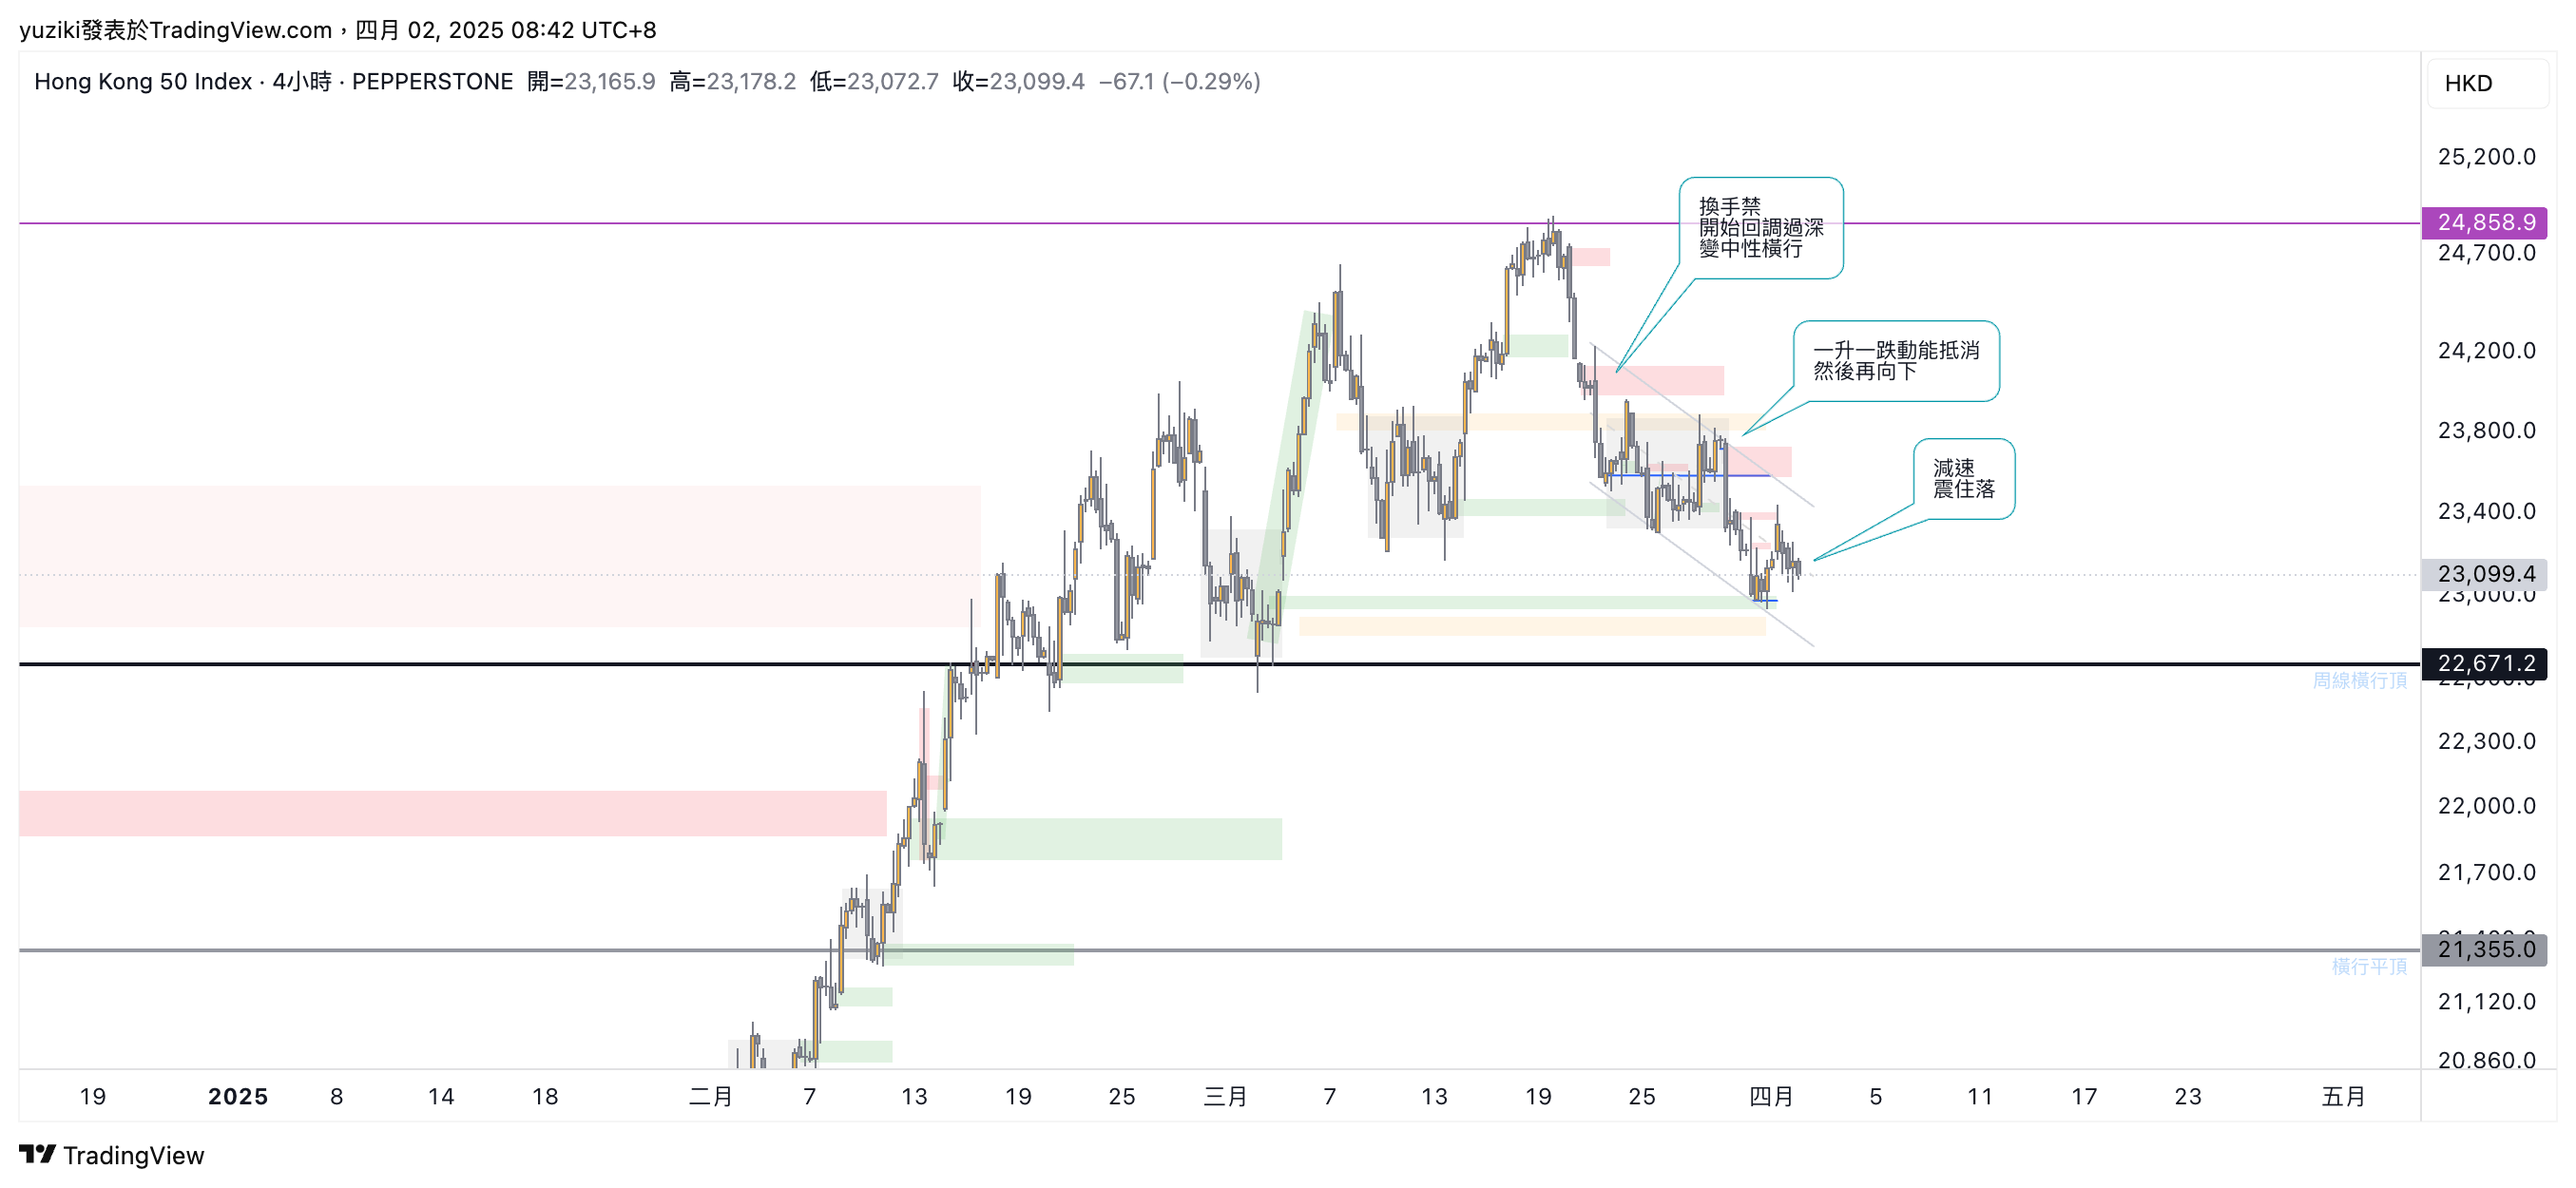 yuziki發表於TradingView.com，四月 02, 2025 08:42 UTC+8
Hong Kong 50 Index · 4小時 · PEPPERSTONE 開=23,165.9 高=23,178.2 低=23,072.7 收=23,099.4 −67.1 (−0.29%)
HKD
25,200.0
換手禁
開始回調過深
變中性橫行
24,858.9
24,700.0
一升一跌動能抵消
然後再向下
24,200.0
23,800.0
減速
震住落
23,400.0
23,099.4
23,000.0
22,671.2
周線橫行頂
22,300.0
22,000.0
21,700.0
21,355.0
橫行平頂
21,120.0
20,860.0
19 2025 8 14 18 二月 7 13 19 25 三月 7 13 19 25 四月 5 11 17 23 五月
TradingView